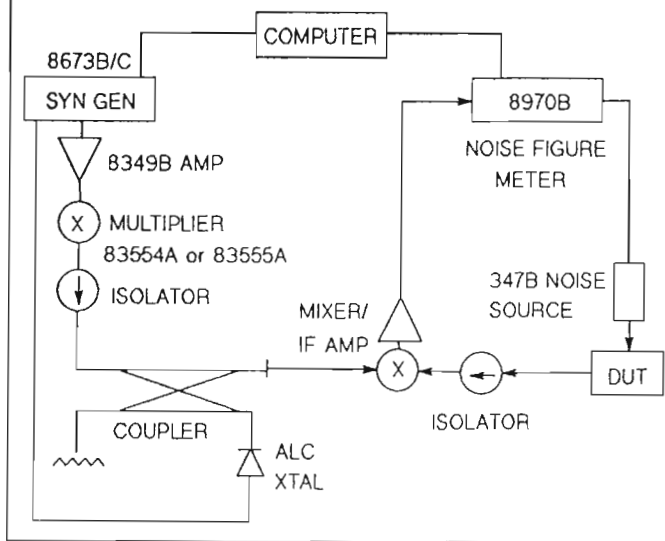 COMPUTER
8673B/C
SYN GEN
8970B
NOISE FIGURE
METER
8349B AMP
X
MULTIPLIER
83554A or 83555A
ISOLATOR
347B NOISE
SOURCE
MIXER/
IF AMP
X
DUT
ISOLATOR
COUPLER
ALC
XTAL